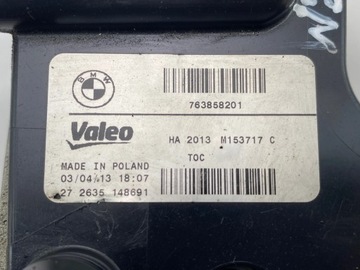 BMW
763858201
Valeo
HA 2013 M153717 C
TOC
MADE IN POLAND
03/04/13 18:07
27 2635 148691